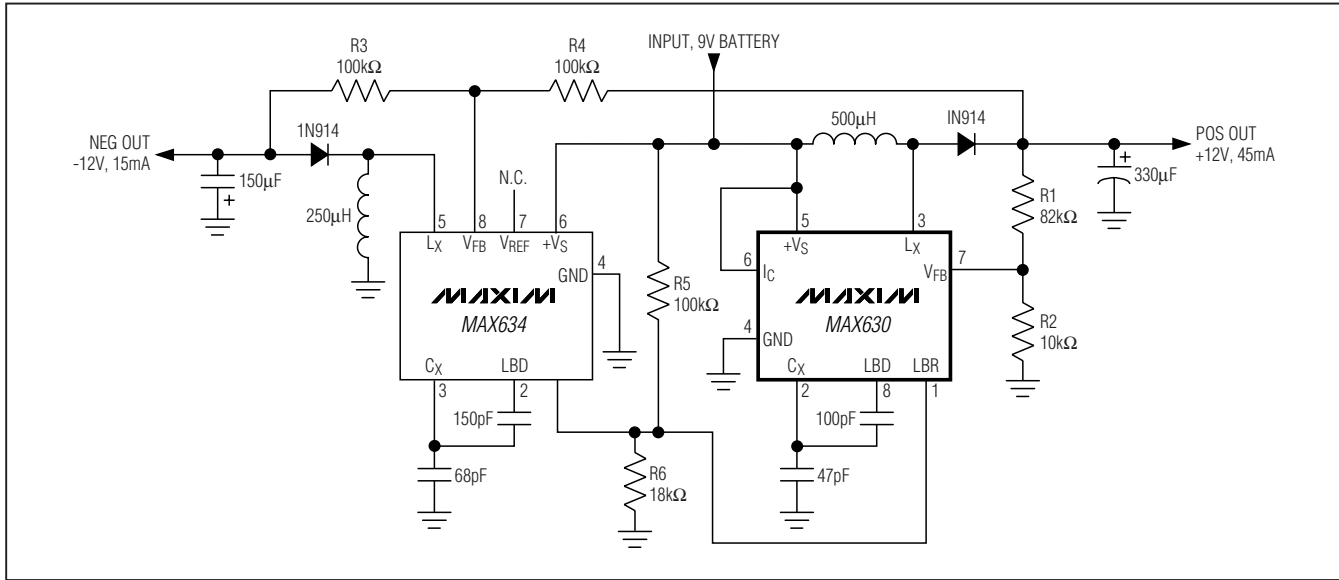 R3
100kΩ
R4
100kΩ
INPUT, 9V BATTERY
500µH
IN914
1N914
NEG OUT
-12V, 15mA
POS OUT
+12V, 45mA
150µF
+
250µH
N.C.
+
330µF
R1
82kΩ
5
8
7
6
LX
VFB
VREF
+VS
GND
4
MAXIM
MAX634
CX
LBD
3
2
150pF
68pF
R5
100kΩ
R6
18kΩ
5
3
+VS
LX
6
IC
VFB
7
MAXIM
MAX630
4
GND
CX
LBD
LBR
2
8
1
100pF
47pF
R2
10kΩ